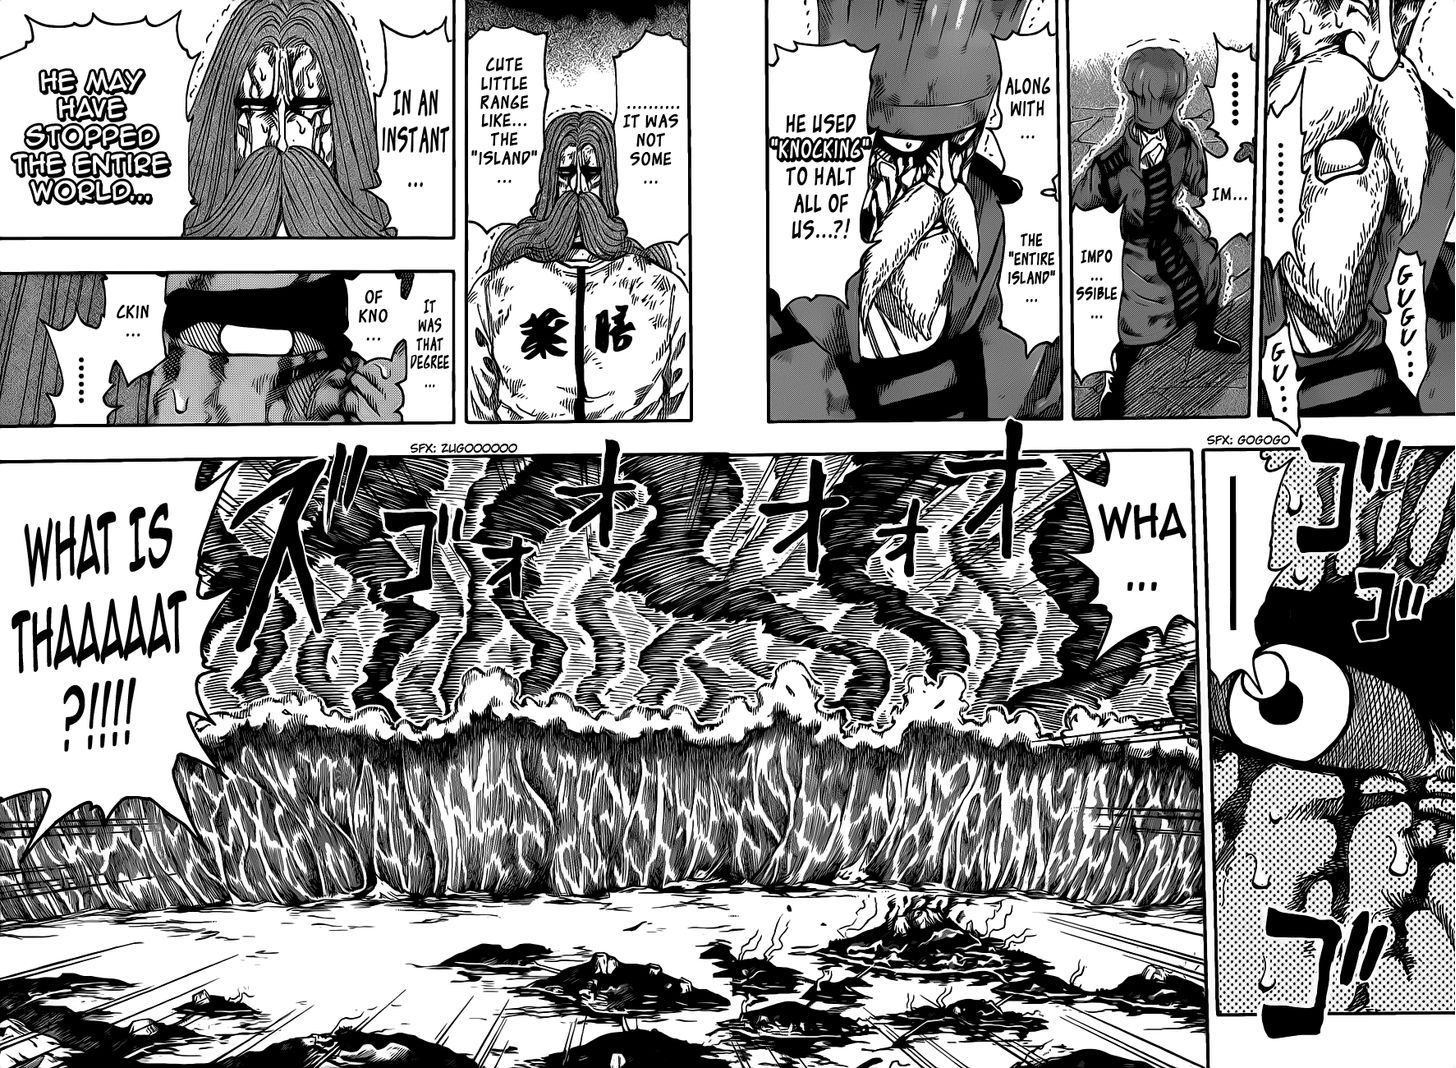 GUGU...
GU...
.......
......
IM...
IMPO
...
SSIBLE
...
ALONG
WITH
...
THE
"ENTIRE
ISLAND"
...
HE USED
"KNOCKING"
TO HALT
ALL OF
US...?!
...........
IT WAS
NOT
SOME
...
CUTE
LITTLE
RANGE
LIKE...
THE
"ISLAND"
...
IN AN
INSTANT
...
HE MAY
HAVE
STOPPED
THE ENTIRE
WORLD...
IT
WAS
THAT
DEGREE
...
OF
KNO
...
CKIN
...
......
SFX: GOGOGO
ゴ
ゴ
ゴ
SFX: ZUGOOOOOO
ズゴォオオォオ
WHA
...
WHAT IS
THAAAAAT
?!!!!